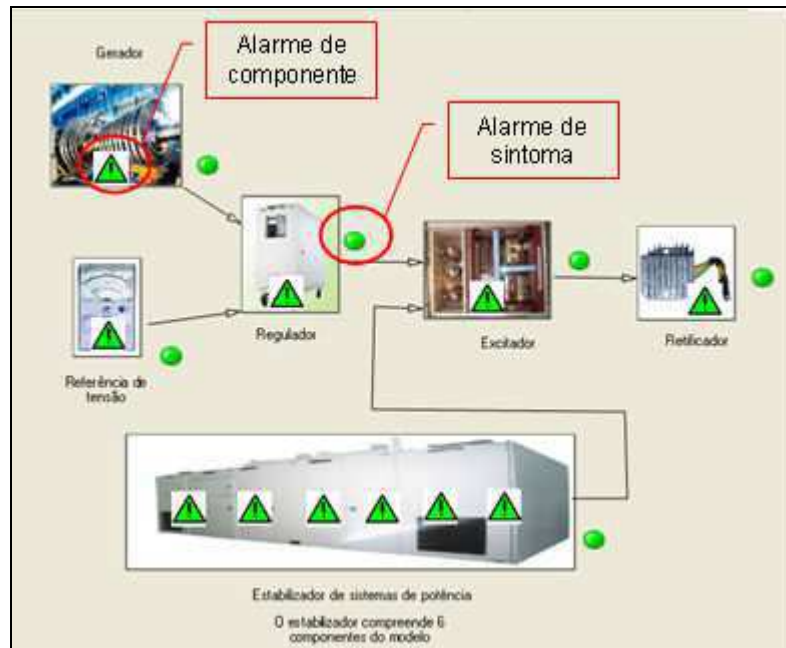 Gerador
Alarme de
componente
Alarme de
sintoma
Regulador
Excitador
Retificador
Referência de
tensão
Estabilizador de sistemas de potência
O estabilizador compreende 6
componentes do modelo